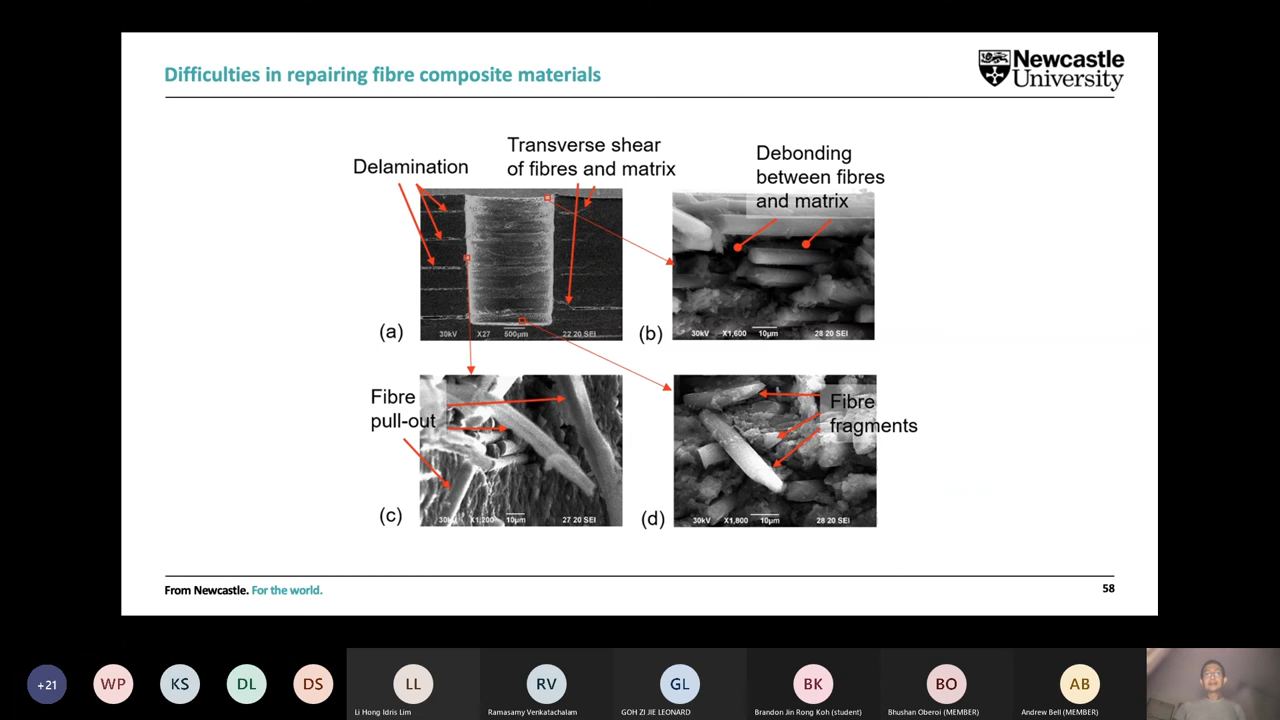 Difficulties in repairing fibre composite materials
Newcastle
University
Delamination
Transverse shear
of fibres and matrix
Debonding
between fibres
and matrix
(a)
30kV X27 500µm 22 20 SEI
(b)
30kV X1,600 10µm 28 20 SEI
Fibre
pull-out
Fibre
fragments
(c)
30kV X1,200 10µm 27 20 SEI
(d)
30kV X1,800 10µm 28 20 SEI
From Newcastle. For the world.
58
+21
WP
KS
DL
DS
LL
RV
GL
BK
BO
AB
Li Hong Idris Lim
Ramasamy Venkatachalam
GOH ZI JIE LEONARD
Brandon Jin Rong Koh (student)
Bhushan Oberoi (MEMBER)
Andrew Bell (MEMBER)